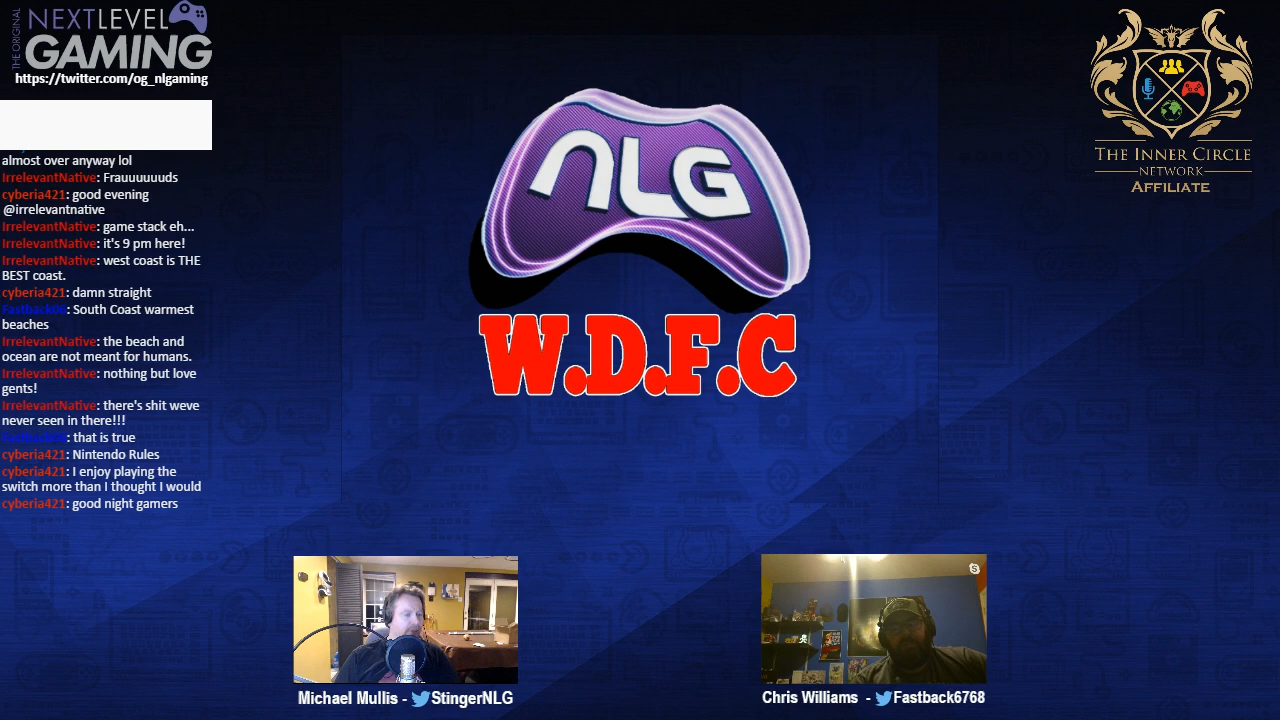 THE ORIGINAL
NEXTLEVEL
GAMING
https://twitter.com/og_nlgaming
almost over anyway lol
IrrelevantNative: Frauuuuuds
cyberia421: good evening
@irrelevantnative
IrrelevantNative: game stack eh...
IrrelevantNative: it's 9 pm here!
IrrelevantNative: west coast is THE
BEST coast.
cyberia421: damn straight
Fastback06: South Coast warmest
beaches
IrrelevantNative: the beach and
ocean are not meant for humans.
IrrelevantNative: nothing but love
gents!
IrrelevantNative: there's shit weve
never seen in there!!!
Fastback06: that is true
cyberia421: Nintendo Rules
cyberia421: I enjoy playing the
switch more than I thought I would
cyberia421: good night gamers
NLG
W.D.F.C
THE INNER CIRCLE
NETWORK
AFFILIATE
Michael Mullis - StingerNLG
Chris Williams - Fastback6768